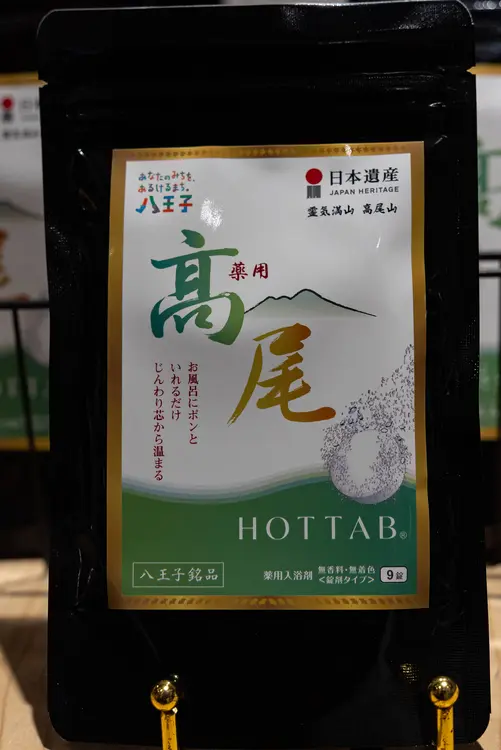 あなたのみちを、
あるけるまち。
八王子
日本遺産
JAPAN HERITAGE
霊気満山 高尾山
髙尾
薬用
お風呂にポンと
いれるだけ
じんわり芯から温まる
HOTTAB®
八王子銘品
薬用入浴剤
無香料・無着色
<錠剤タイプ>
9錠
日本
HOT